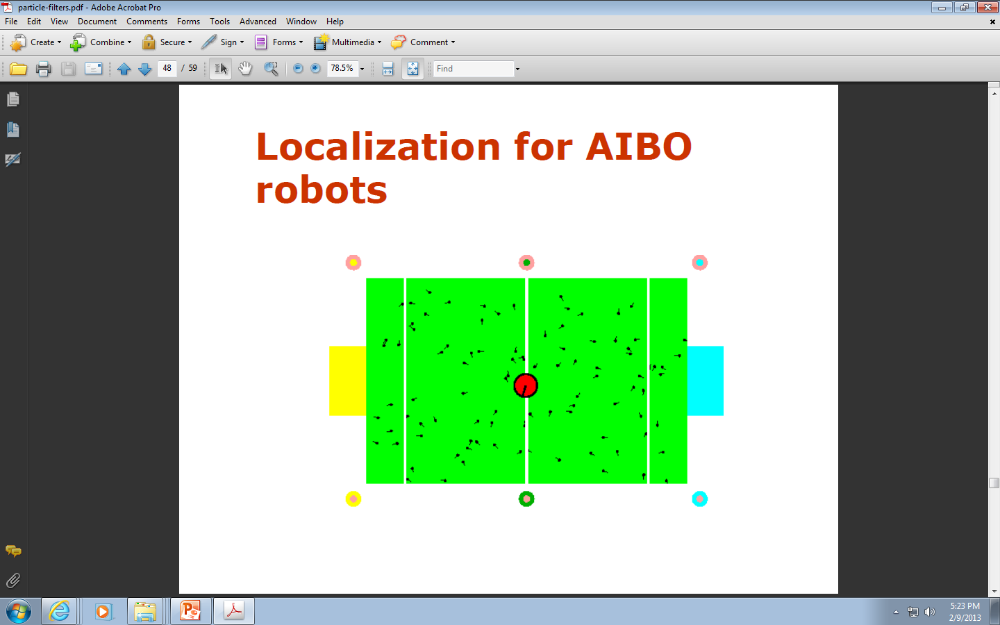 particle-filters.pdf - Adobe Acrobat Pro
File Edit View Document Comments Forms Tools Advanced Window Help
Create Combine Secure Sign Forms Multimedia Comment
48 / 59 78.5% Find
Localization for AIBO
robots
5:23 PM
2/9/2013